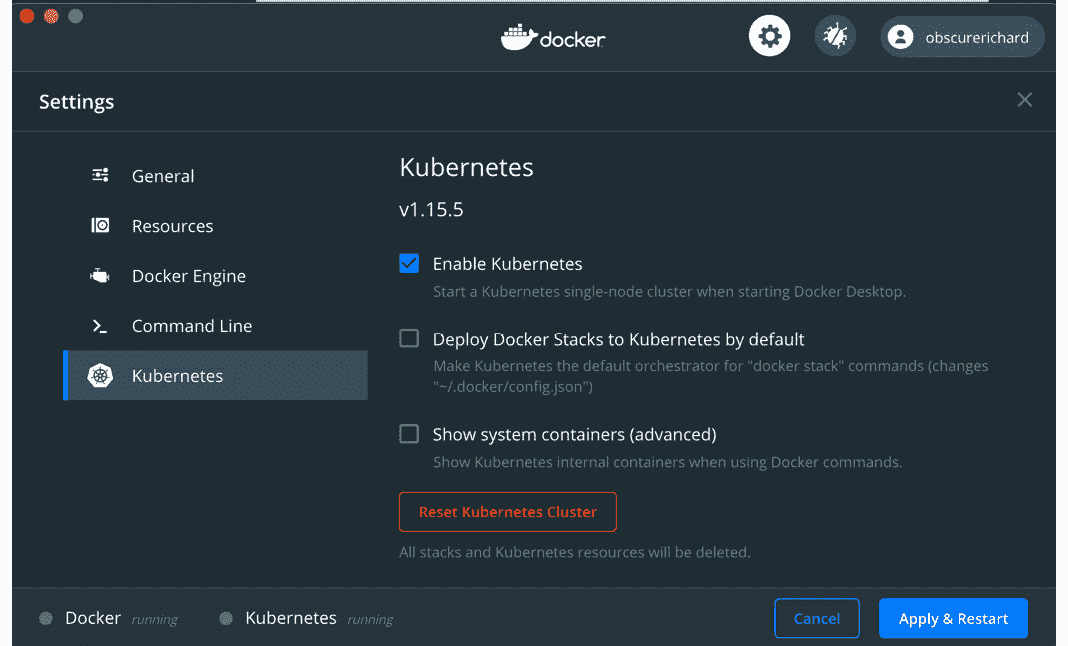 docker
obscurerichard
Settings
General
Resources
Docker Engine
Command Line
Kubernetes
Kubernetes
v1.15.5
Enable Kubernetes
Start a Kubernetes single-node cluster when starting Docker Desktop.
Deploy Docker Stacks to Kubernetes by default
Make Kubernetes the default orchestrator for "docker stack" commands (changes
"~/.docker/config.json")
Show system containers (advanced)
Show Kubernetes internal containers when using Docker commands.
Reset Kubernetes Cluster
All stacks and Kubernetes resources will be deleted.
Docker running Kubernetes running Cancel Apply & Restart